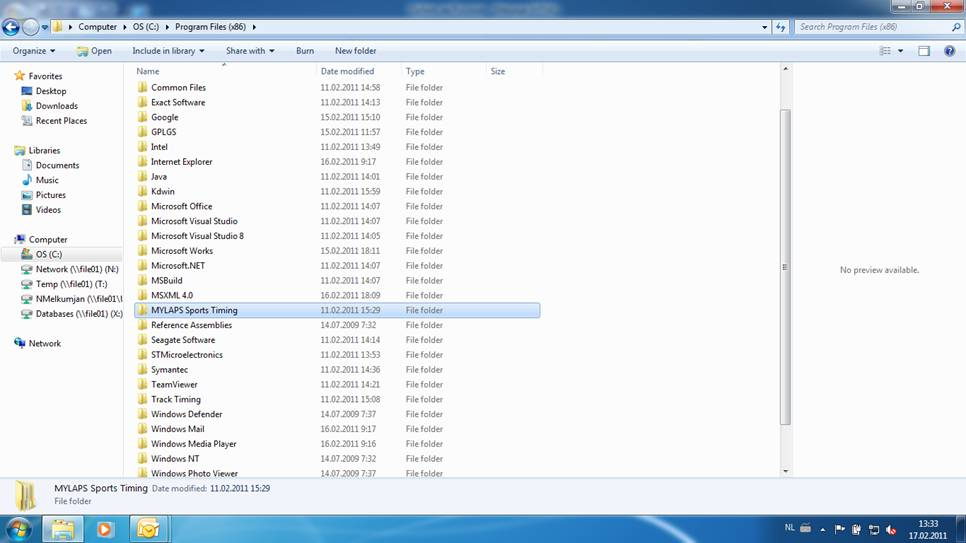 Computer OS (C:) Program Files (x86) Search Program Files (x86)
Organize Open Include in library Share with Burn New folder
Favorites
Desktop
Downloads
Recent Places
Libraries
Documents
Music
Pictures
Videos
Computer
OS (C:)
Network (\\file01) (N:)
Temp (\\file01) (T:)
NMelkumjan (\\file01\
Databases (\\file01) (X:)
Network
Name Date modified Type Size
Common Files 11.02.2011 14:58 File folder
Exact Software 11.02.2011 14:13 File folder
Google 15.02.2011 15:10 File folder
GPLGS 15.02.2011 11:57 File folder
Intel 11.02.2011 13:49 File folder
Internet Explorer 16.02.2011 9:17 File folder
Java 11.02.2011 14:01 File folder
Kdwin 11.02.2011 15:59 File folder
Microsoft Office 11.02.2011 14:07 File folder
Microsoft Visual Studio 11.02.2011 14:07 File folder
Microsoft Visual Studio 8 11.02.2011 14:05 File folder
Microsoft Works 15.02.2011 18:11 File folder
Microsoft.NET 11.02.2011 14:07 File folder
MSBuild 11.02.2011 14:07 File folder
MSXML 4.0 16.02.2011 18:09 File folder
MYLAPS Sports Timing 11.02.2011 15:29 File folder
Reference Assemblies 14.07.2009 7:32 File folder
Seagate Software 11.02.2011 14:14 File folder
STMicroelectronics 11.02.2011 13:53 File folder
Symantec 11.02.2011 14:36 File folder
TeamViewer 11.02.2011 14:21 File folder
Track Timing 11.02.2011 15:08 File folder
Windows Defender 14.07.2009 7:37 File folder
Windows Mail 16.02.2011 9:17 File folder
Windows Media Player 16.02.2011 9:16 File folder
Windows NT 14.07.2009 7:32 File folder
Windows Photo Viewer 14.07.2009 7:37 File folder
No preview available.
MYLAPS Sports Timing Date modified: 11.02.2011 15:29
File folder
NL 13:33
17.02.2011